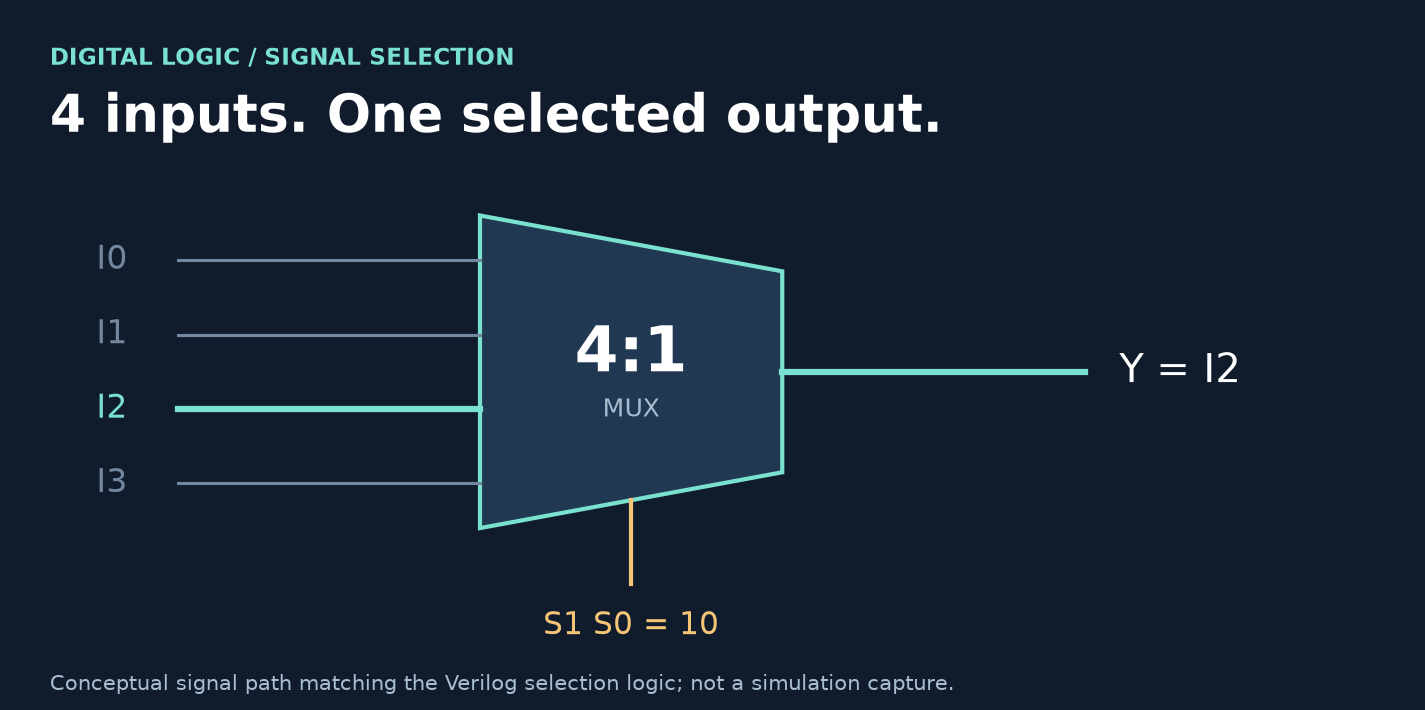 DIGITAL LOGIC / SIGNAL SELECTION
4 inputs. One selected output.
I0
I1
I2
I3
4:1
MUX
Y = I2
S1 S0 = 10
Conceptual signal path matching the Verilog selection logic; not a simulation capture.